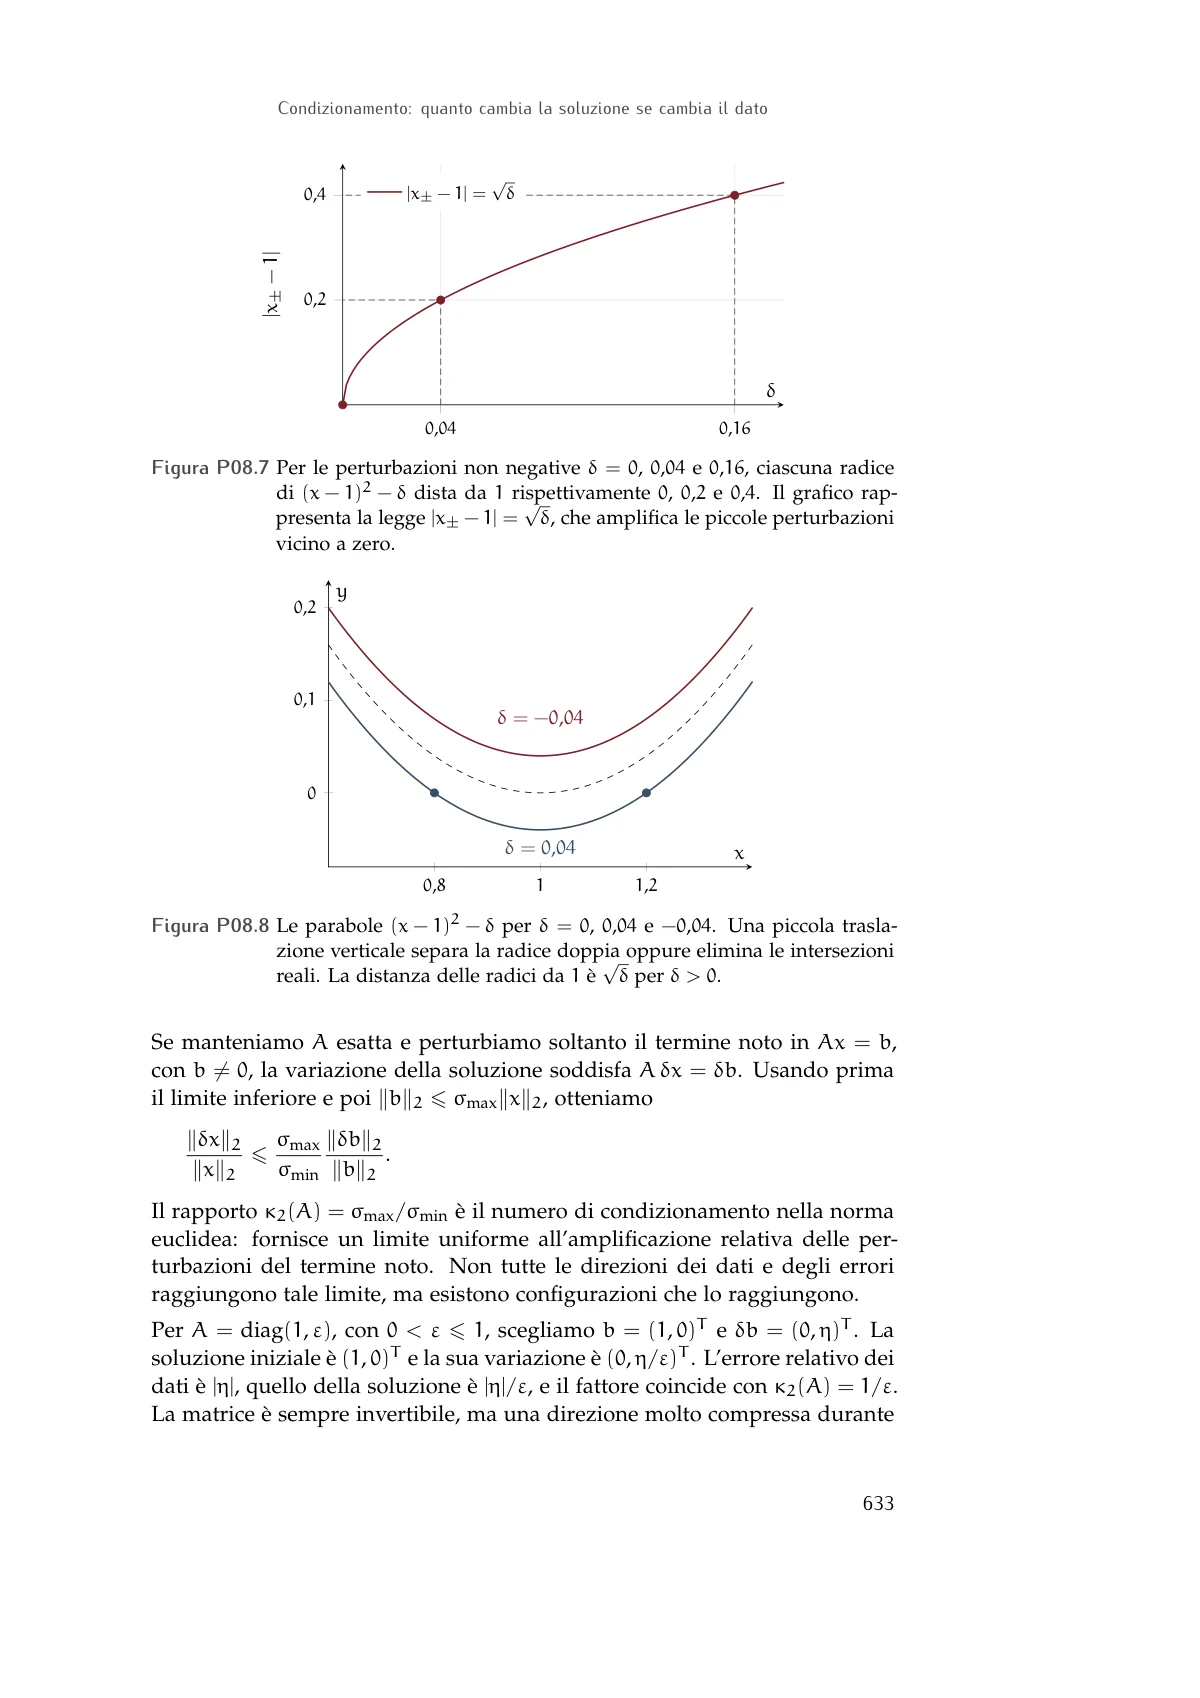 Condizionamento: quanto cambia la soluzione se cambia il dato
0,4
|x± − 1| = √δ
|x± − 1|
0,2
δ
0,04
0,16
Figura P08.7 Per le perturbazioni non negative δ = 0, 0,04 e 0,16, ciascuna radice
di (x − 1)² − δ dista da 1 rispettivamente 0, 0,2 e 0,4. Il grafico rap-
presenta la legge |x± − 1| = √δ, che amplifica le piccole perturbazioni
vicino a zero.
y
0,2
0,1
δ = −0,04
0
δ = 0,04
x
0,8
1
1,2
Figura P08.8 Le parabole (x − 1)² − δ per δ = 0, 0,04 e −0,04. Una piccola trasla-
zione verticale separa la radice doppia oppure elimina le intersezioni
reali. La distanza delle radici da 1 è √δ per δ > 0.
Se manteniamo A esatta e perturbiamo soltanto il termine noto in Ax = b,
con b ≠ 0, la variazione della soluzione soddisfa A δx = δb. Usando prima
il limite inferiore e poi ‖b‖₂ ⩽ σmax‖x‖₂, otteniamo
‖δx‖₂/‖x‖₂ ⩽ σmax/σmin ‖δb‖₂/‖b‖₂.
Il rapporto κ₂(A) = σmax/σmin è il numero di condizionamento nella norma
euclidea: fornisce un limite uniforme all'amplificazione relativa delle per-
turbazioni del termine noto. Non tutte le direzioni dei dati e degli errori
raggiungono tale limite, ma esistono configurazioni che lo raggiungono.
Per A = diag(1, ε), con 0 < ε ⩽ 1, scegliamo b = (1, 0)ᵀ e δb = (0, η)ᵀ. La
soluzione iniziale è (1, 0)ᵀ e la sua variazione è (0, η/ε)ᵀ. L'errore relativo dei
dati è |η|, quello della soluzione è |η|/ε, e il fattore coincide con κ₂(A) = 1/ε.
La matrice è sempre invertibile, ma una direzione molto compressa durante
633